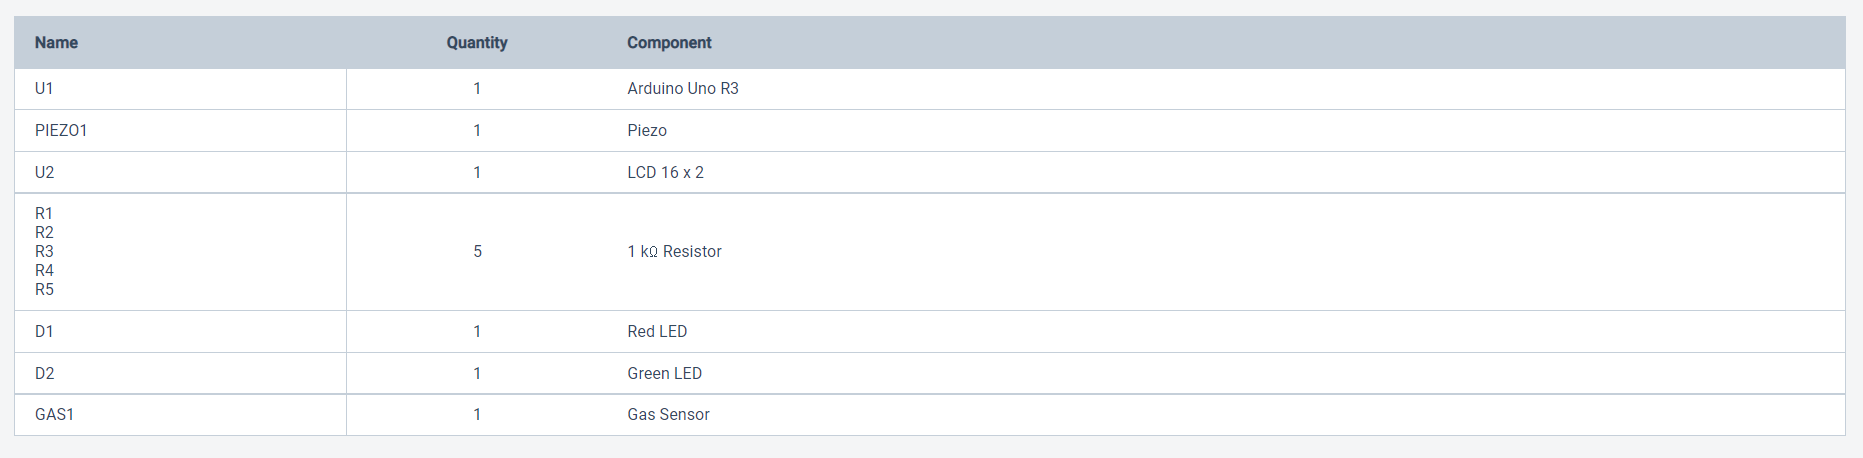 Name Quantity Component
U1 1 Arduino Uno R3
PIEZO1 1 Piezo
U2 1 LCD 16 x 2
R1
R2
R3 5 1 kΩ Resistor
R4
R5
D1 1 Red LED
D2 1 Green LED
GAS1 1 Gas Sensor